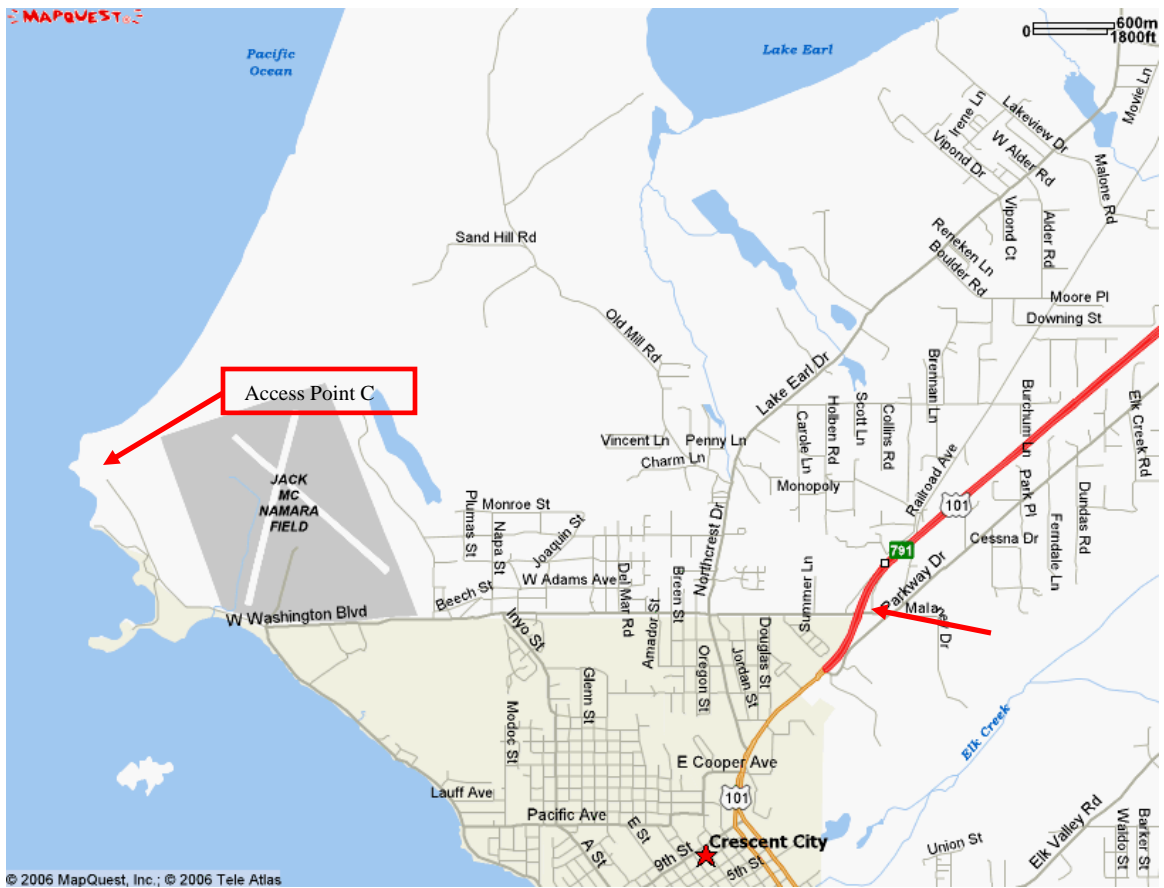 MAPQUEST
600m
0
1800ft
Pacific
Ocean
Lake Earl
Movie Ln
Irene Ln
Lakeview Dr
W Alder Rd
Vipond Dr
Malone Rd
Vipond Ct
Alder Rd
Sand Hill Rd
Reneken Ln
Boulder Rd
Moore Pl
Downing St
Old Mill Rd
Lake Earl Dr
Brennan Ln
Access Point C
Scott Ln
Holben Rd
Collins Rd
Carole Ln
Burchum Ln
Elk Creek Rd
Vincent Ln
Penny Ln
Charm Ln
Monopoly
Railroad Ave
101
Park Pl
Dundas Rd
JACK
MC
NAMARA
FIELD
Plumas St
Monroe St
Napa St
Joaquin St
Northcrest Dr
Cessna Dr
Ferndale Ln
791
W Adams Ave
Beech St
Del Mar Rd
Breen St
Summer Ln
Parkway Dr
W Washington Blvd
Inyo St
Amador St
Malaney Dr
Douglas St
Jordan St
Oregon St
Glenn St
Modoc St
Elk Creek
E Cooper Ave
Lauff Ave
101
Pacific Ave
E St
A St
9th St
5th St
Crescent City
Union St
Elk Valley Rd
Waldo St
Barker St
© 2006 MapQuest, Inc.; © 2006 Tele Atlas